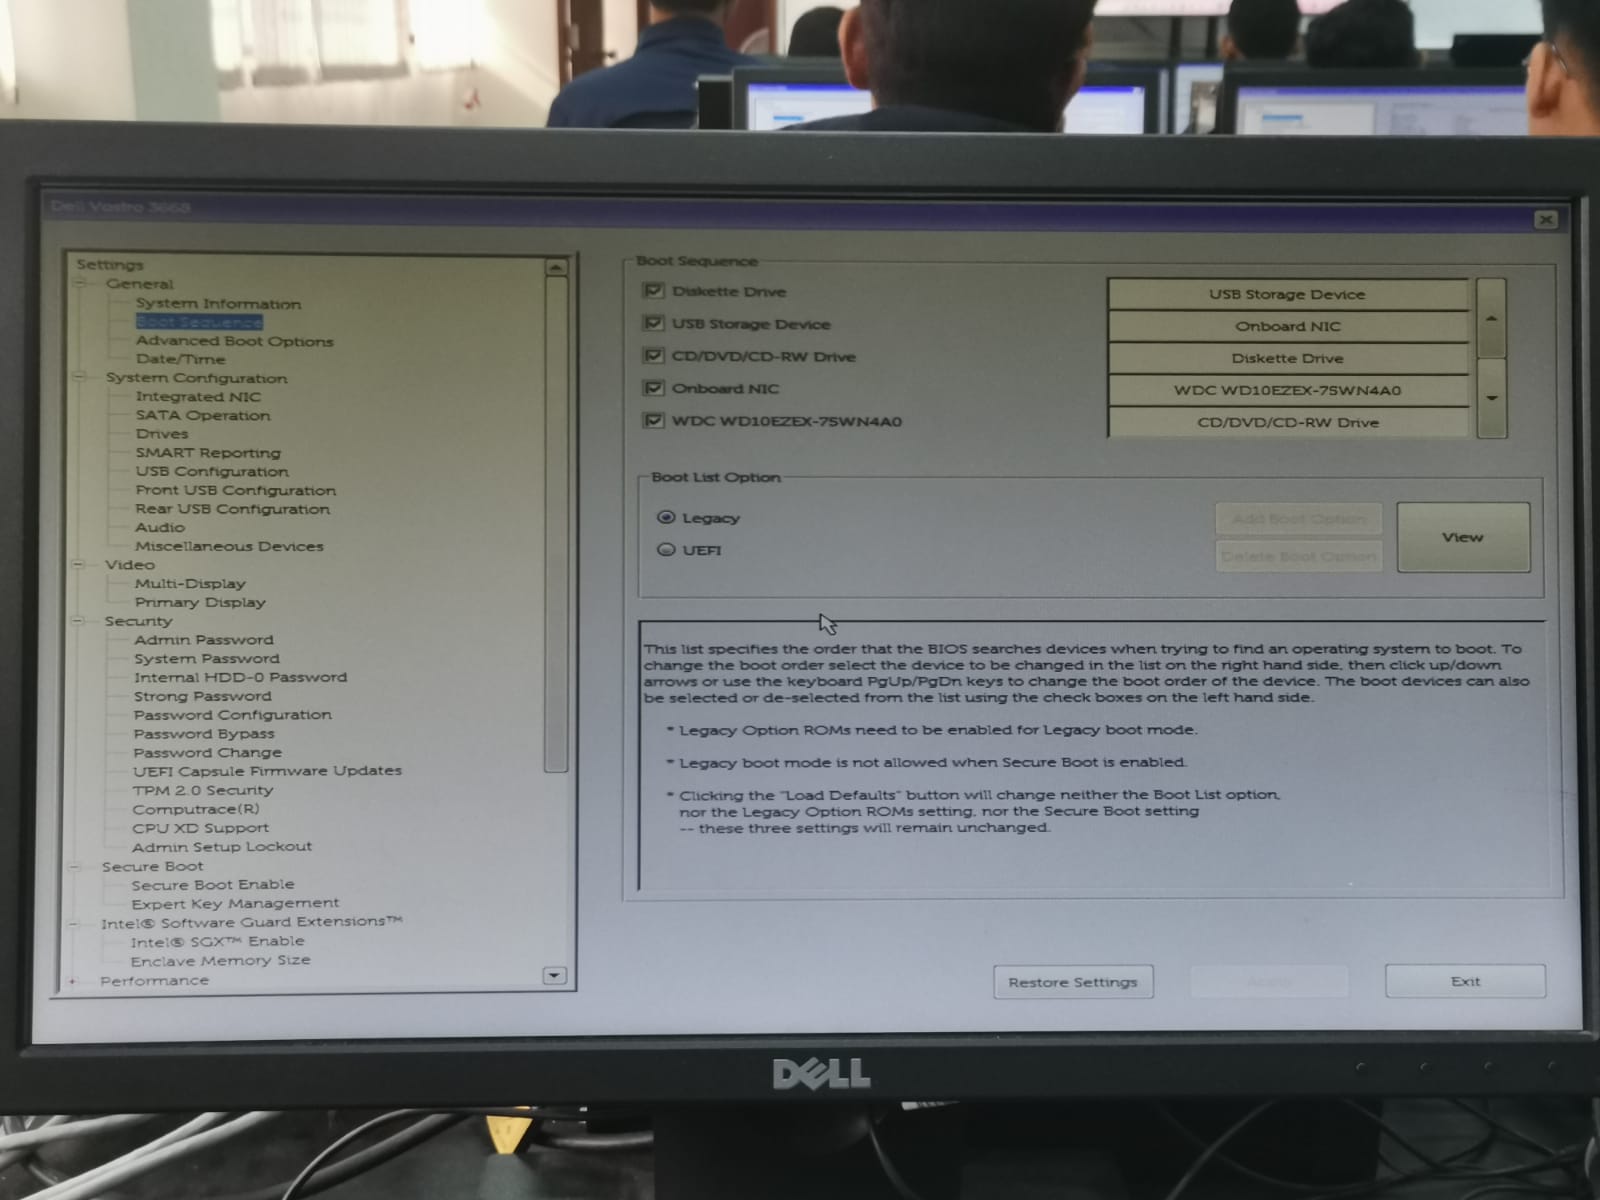 Dell Vostro 3668
Settings
General
System Information
Boot Sequence
Advanced Boot Options
Date/Time
System Configuration
Integrated NIC
SATA Operation
Drives
SMART Reporting
USB Configuration
Front USB Configuration
Rear USB Configuration
Audio
Miscellaneous Devices
Video
Multi-Display
Primary Display
Security
Admin Password
System Password
Internal HDD-0 Password
Strong Password
Password Configuration
Password Bypass
Password Change
UEFI Capsule Firmware Updates
TPM 2.0 Security
Computrace(R)
CPU XD Support
Admin Setup Lockout
Secure Boot
Secure Boot Enable
Expert Key Management
Intel® Software Guard Extensions™
Intel® SGX™ Enable
Enclave Memory Size
Performance
Boot Sequence
Diskette Drive
USB Storage Device
CD/DVD/CD-RW Drive
Onboard NIC
WDC WD10EZEX-75WN4A0
USB Storage Device
Onboard NIC
Diskette Drive
WDC WD10EZEX-75WN4A0
CD/DVD/CD-RW Drive
Boot List Option
Legacy
UEFI
Add Boot Option
Delete Boot Option
View
This list specifies the order that the BIOS searches devices when trying to find an operating system to boot. To
change the boot order select the device to be changed in the list on the right hand side, then click up/down
arrows or use the keyboard PgUp/PgDn keys to change the boot order of the device. The boot devices can also
be selected or de-selected from the list using the check boxes on the left hand side.
* Legacy Option ROMs need to be enabled for Legacy boot mode.
* Legacy boot mode is not allowed when Secure Boot is enabled.
* Clicking the "Load Defaults" button will change neither the Boot List option,
nor the Legacy Option ROMs setting, nor the Secure Boot setting
-- these three settings will remain unchanged.
Restore Settings
Exit
DELL